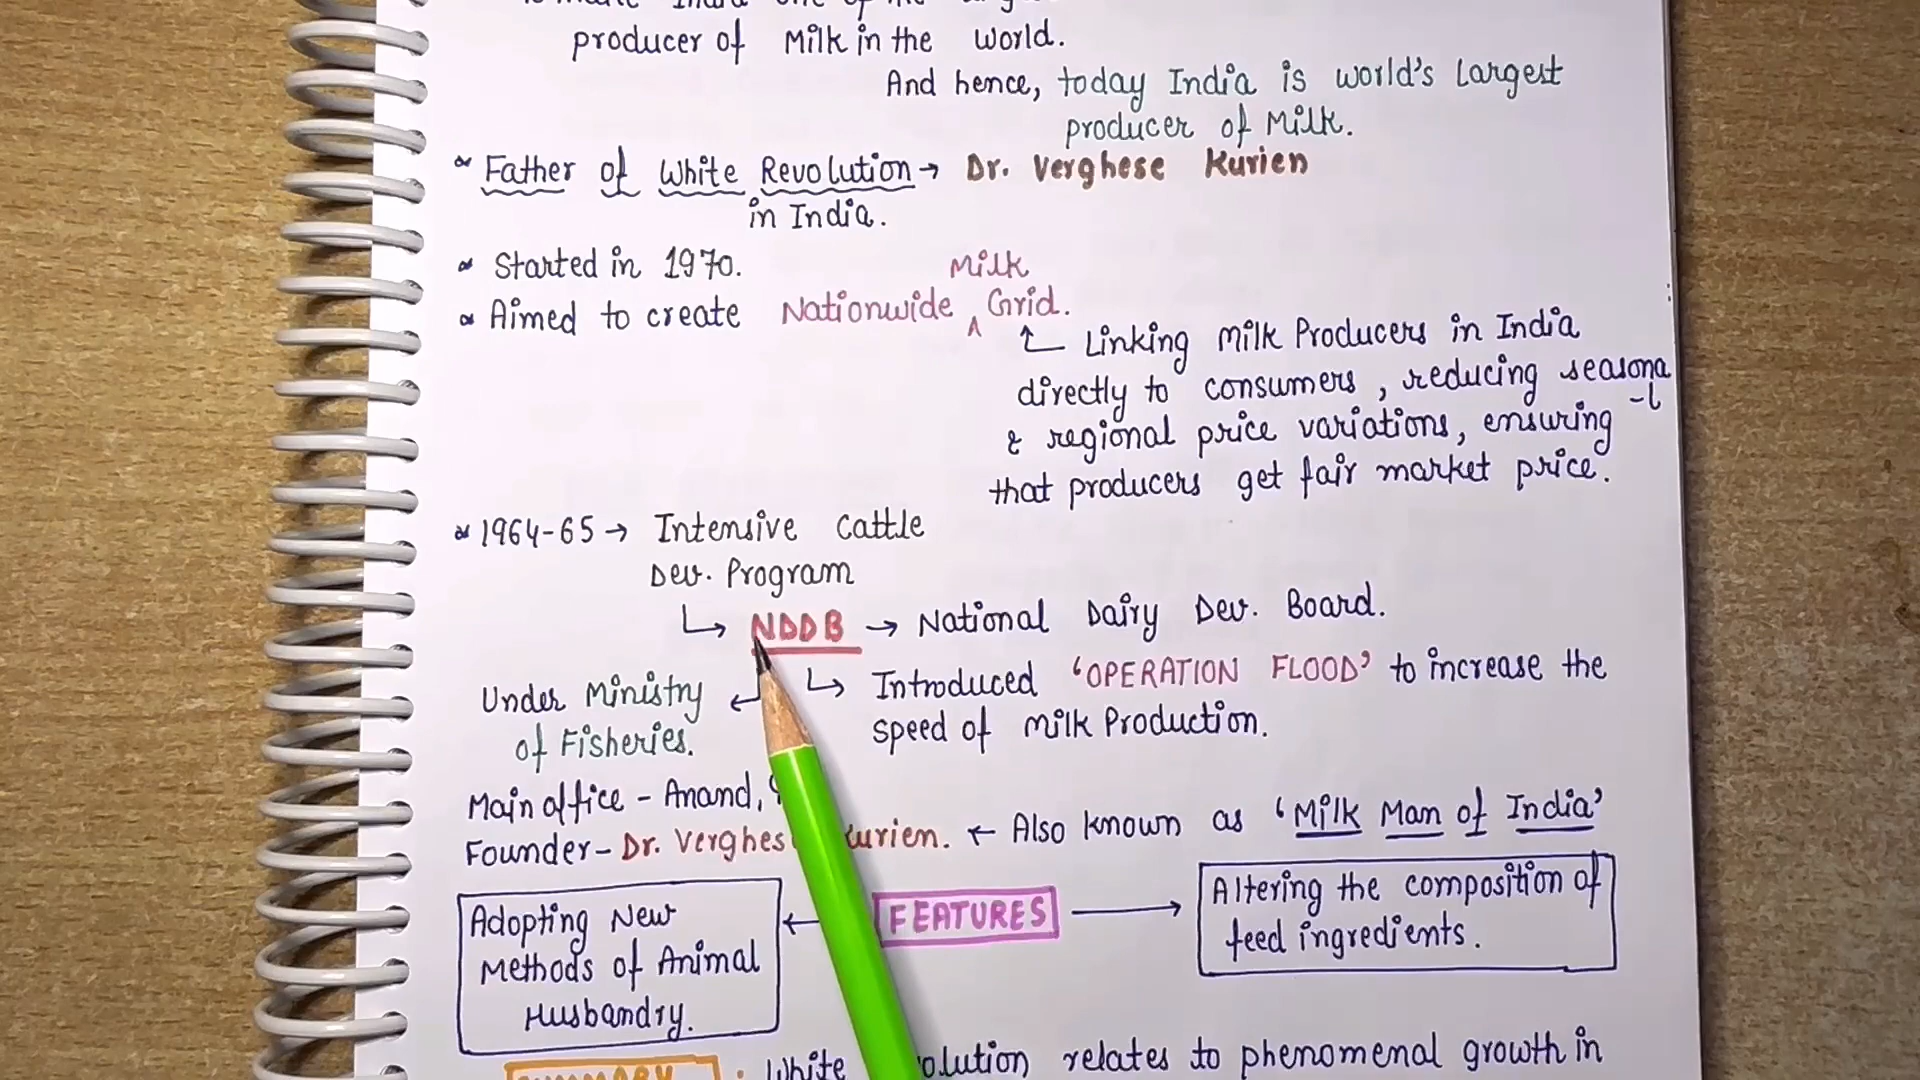 producer of Milk in the world.
And hence, today India is world's largest
producer of Milk.
Father of White Revolution → Dr. Verghese Kurien
in India.
Started in 1970.
Milk
Aimed to create Nationwide ^ Grid.
↑ Linking Milk Producers in India
directly to consumers, reducing seasona
-l
& regional price variations, ensuring
that producers get fair market price.
1964-65 → Intensive Cattle
Dev. Program
↳ NDDB → National Dairy Dev. Board.
Under Ministry ↲ ↳ Introduced 'OPERATION FLOOD' to increase the
of Fisheries. speed of Milk Production.
Main office - Anand,
Founder - Dr. ← Also known as 'Milk Man of India'
Adopting New
Methods of Animal
Husbandry.
← FEATURES →
Altering the composition of
feed ingredients.
SUMMARY : White relates to phenomenal growth in